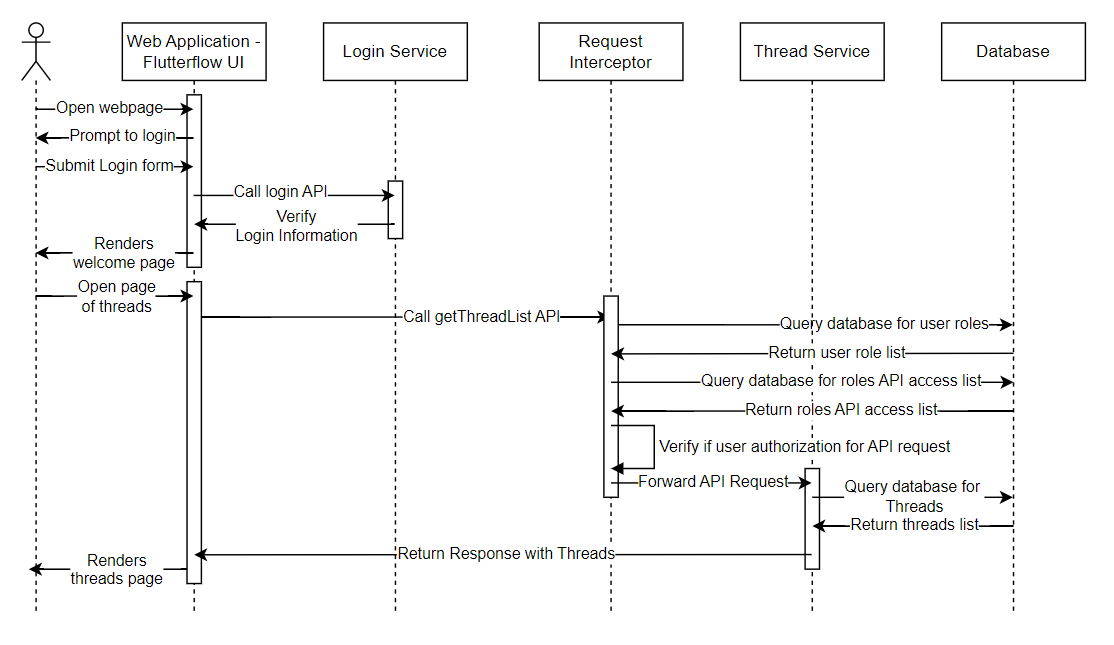 Web Application -
Flutterflow UI
Login Service
Request
Interceptor
Thread Service
Database
Open webpage
Prompt to login
Submit Login form
Call login API
Verify
Login Information
Renders
welcome page
Open page
of threads
Call getThreadList API
Query database for user roles
Return user role list
Query database for roles API access list
Return roles API access list
Verify if user authorization for API request
Forward API Request
Query database for
Threads
Return threads list
Return Response with Threads
Renders
threads page